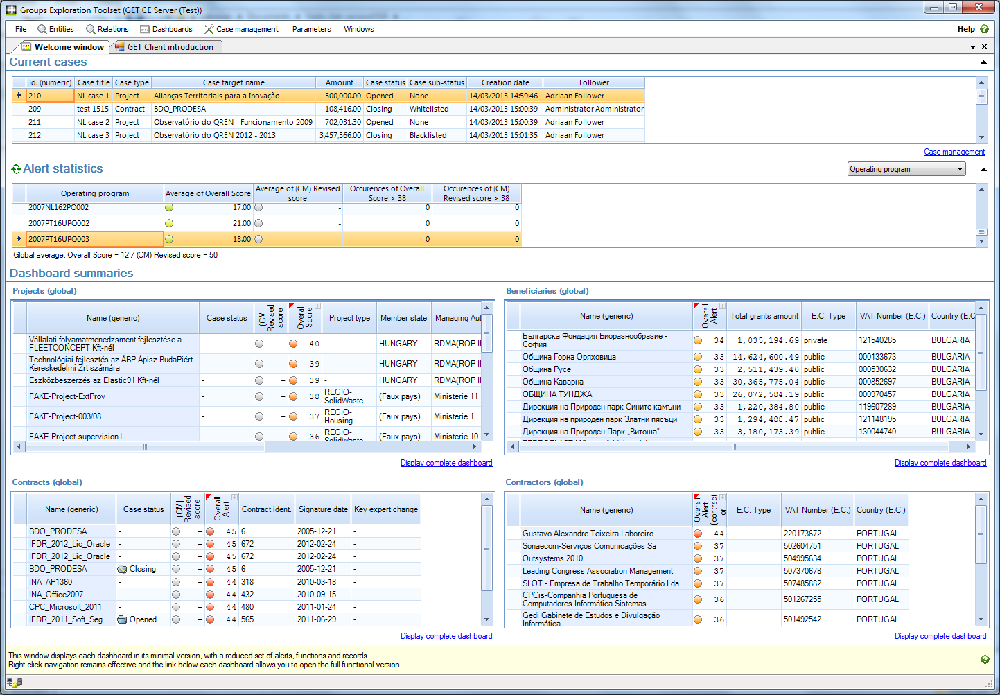 Groups Exploration Toolset (GET CE Server (Test))
File Entities Relations Dashboards Case management Parameters Windows Help
Welcome window GET Client introduction
Current cases
Id. (numeric) Case title Case type Case target name Amount Case status Case sub-status Creation date Follower
210 NL case 1 Project Alianças Territoriais para a Inovação 500,000.00 Opened None 14/03/2013 14:59:46 Adriaan Follower
209 test 1515 Contract BDO_PRODESA 108,416.00 Closing Whitelisted 14/03/2013 15:00:39 Administrator Administrator
211 NL case 2 Project Observatório do QREN - Funcionamento 2009 702,031.30 Opened None 14/03/2013 15:00:39 Adriaan Follower
212 NL case 3 Project Observatório do QREN 2012 - 2013 3,457,566.00 Closing Blacklisted 14/03/2013 15:01:35 Adriaan Follower
Case management
Alert statistics Operating program
Operating program Average of Overall Score Average of (CM) Revised score Occurences of Overall Score > 38 Occurences of (CM) Revised score > 38
2007NL162PO002 17.00 - 0 0
2007PT16UPO002 21.00 - 0 0
2007PT16UPO003 18.00 - 0 0
Global average: Overall Score = 12 / (CM) Revised score = 50
Dashboard summaries
Projects (global)
Name (generic) Case status (CM) Revised score Overall Score Project type Member state Managing Aut
Vállalati folyamatmenedzsment fejlesztése a
FLEETCONCEPT Kft-nél - - 40 - HUNGARY RDMA(ROP I
Technológiai fejlesztés az ÁBP Ápisz BudaPiért
Kereskedelmi Zrt számára - - 39 - HUNGARY RDMA(ROP I
Eszközbeszerzés az Elastic91 Kft-nél - - 39 - HUNGARY RDMA(ROP I
FAKE-Project-ExtProv - - 38 REGIO-SolidWaste (Faux pays) Ministerie 11
FAKE-Project-003/08 - - 37 REGIO-Housing (Faux pays) Ministerie 1
FAKE-Project-supervision1 - - 36 REGIO-SolidWaste (Faux pays) Ministerie 10
Display complete dashboard
Beneficiaries (global)
Name (generic) Overall Alert Total grants amount E.C. Type VAT Number (E.C.) Country (E.C
Българска Фондация Биоразнообразие -
София 34 1,035,194.69 private 121540285 BULGARIA
Община Горна Оряховица 33 14,624,600.49 public 000133673 BULGARIA
Община Русе 33 2,511,439.40 public 000530632 BULGARIA
Община Каварна 33 30,365,775.04 public 000852697 BULGARIA
ОБЩИНА ТУНДЖА 33 26,072,584.19 public 000970457 BULGARIA
Дирекция на Природен парк Сините камъни 33 1,220,384.80 public 119607289 BULGARIA
Дирекция на природен парк Златни пясъци 33 1,294,488.47 public 121148195 BULGARIA
Дирекция на Природен Парк „Витоша" 33 3,180,173.39 public 130044740 BULGARIA
Display complete dashboard
Contracts (global)
Name (generic) Case status (CM) Revised score Overall Alert Contract ident. Signature date Key expert change
BDO_PRODESA - - 45 6 2005-12-21 -
IFDR_2012_Lic_Oracle - - 45 672 2012-02-24 -
IFDR_2012_Lic_Oracle - - 45 672 2012-02-24 -
BDO_PRODESA Closing - 45 6 2005-12-21 -
INA_AP1360 - - 44 318 2010-03-18 -
INA_Office2007 - - 44 432 2010-09-15 -
CPC_Microsoft_2011 - - 44 480 2011-01-24 -
IFDR_2011_Soft_Seg Opened - 44 565 2011-06-29 -
Display complete dashboard
Contractors (global)
Name (generic) Overall Alert (contract or) E.C. Type VAT Number (E.C.) Country (E.C.)
Gustavo Alexandre Teixeira Laboreiro 44 220173672 PORTUGAL
Sonaecom-Serviços Comunicações Sa 37 502604751 PORTUGAL
Outsystems 2010 37 504995634 PORTUGAL
Leading Congress Association Management 37 507370678 PORTUGAL
SLOT - Empresa de Trabalho Temporário Lda 37 507485882 PORTUGAL
CPCis-Companhia Portuguesa de
Computadores Informática Sistemas 36 501267255 PORTUGAL
Gedi Gabinete de Estudos e Divulgação
Informática 36 501492542 PORTUGAL
Display complete dashboard
This window displays each dashboard in its minimal version, with a reduced set of alerts, functions and records.
Right-click navigation remains effective and the link below each dashboard allows you to open the full functional version.